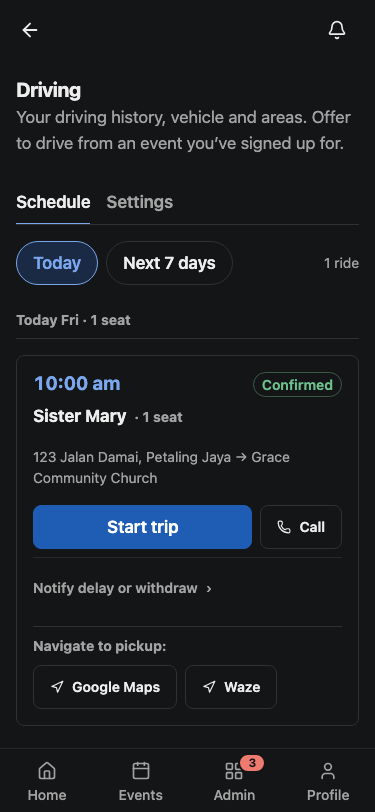 Driving
Your driving history, vehicle and areas. Offer
to drive from an event you’ve signed up for.
Schedule Settings
Today Next 7 days 1 ride
Today Fri · 1 seat
10:00 am Confirmed
Sister Mary · 1 seat
123 Jalan Damai, Petaling Jaya → Grace
Community Church
Start trip Call
Notify delay or withdraw ›
Navigate to pickup:
Google Maps Waze
3
Home Events Admin Profile